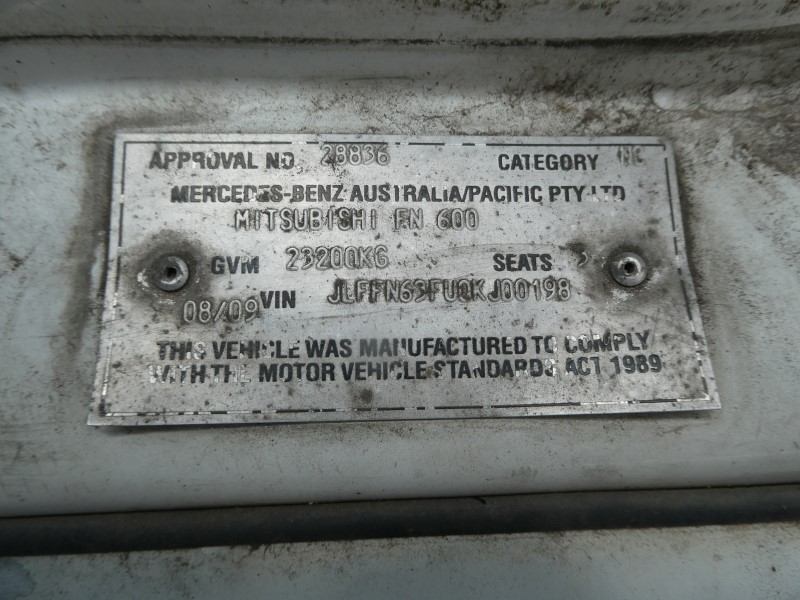 APPROVAL NO. 28836 CATEGORY NC
MERCEDES-BENZ AUSTRALIA/PACIFIC PTY LTD
MITSUBISHI FN 600
GVM 23200KG SEATS
08/09 VIN
THIS VEHICLE WAS MANUFACTURED TO COMPLY
WITH THE MOTOR VEHICLE STANDARDS ACT 1989